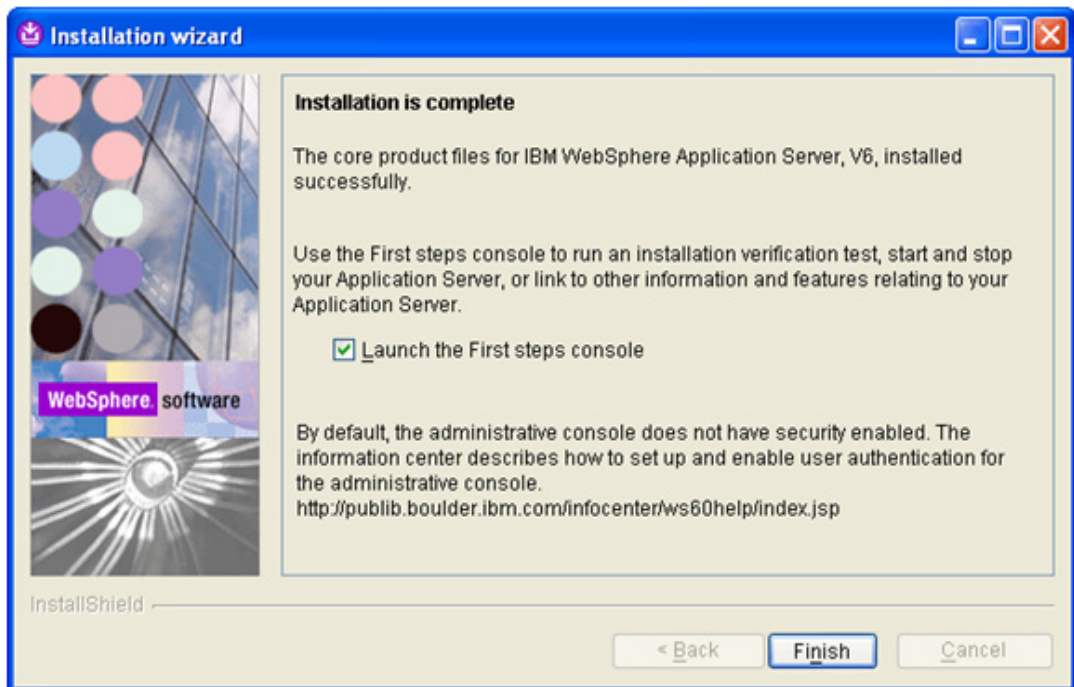 Installation wizard
Installation is complete
The core product files for IBM WebSphere Application Server, V6, installed
successfully.
Use the First steps console to run an installation verification test, start and stop
your Application Server, or link to other information and features relating to your
Application Server.
Launch the First steps console
WebSphere. software
By default, the administrative console does not have security enabled. The
information center describes how to set up and enable user authentication for
the administrative console.
http://publib.boulder.ibm.com/infocenter/ws60help/index.jsp
InstallShield
< Back
Finish
Cancel